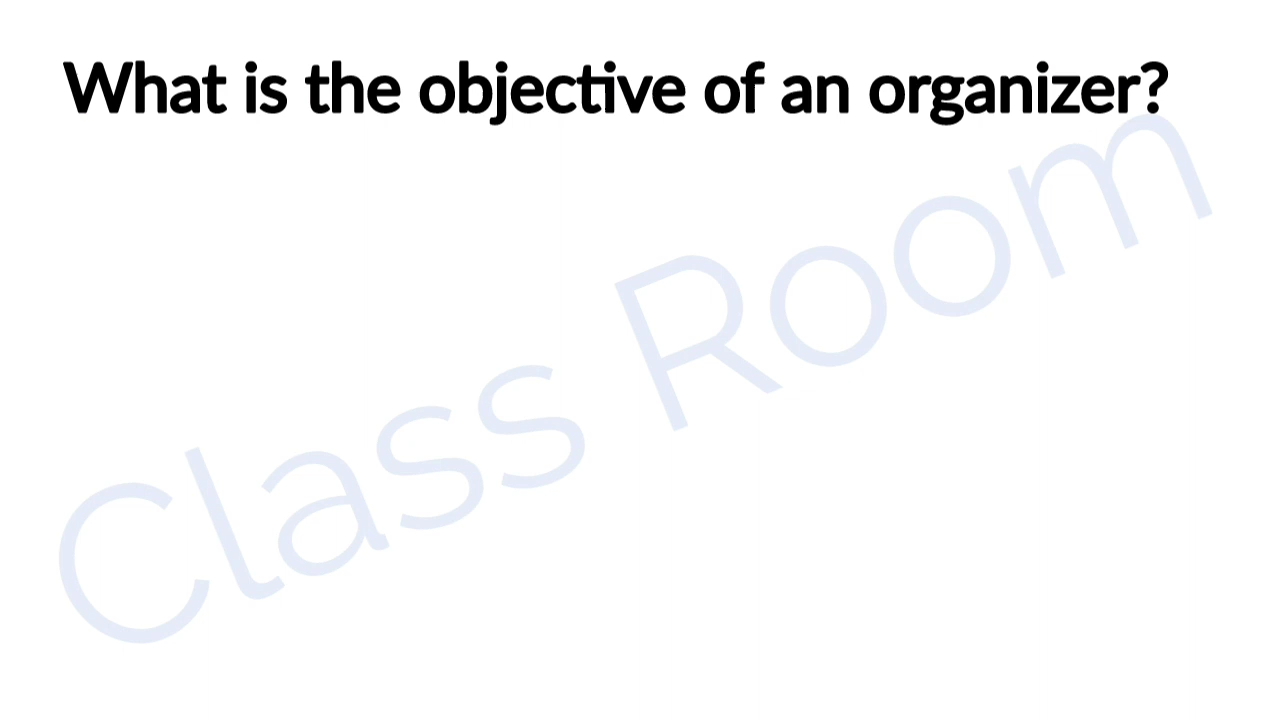 What is the objective of an organizer?
Class Room